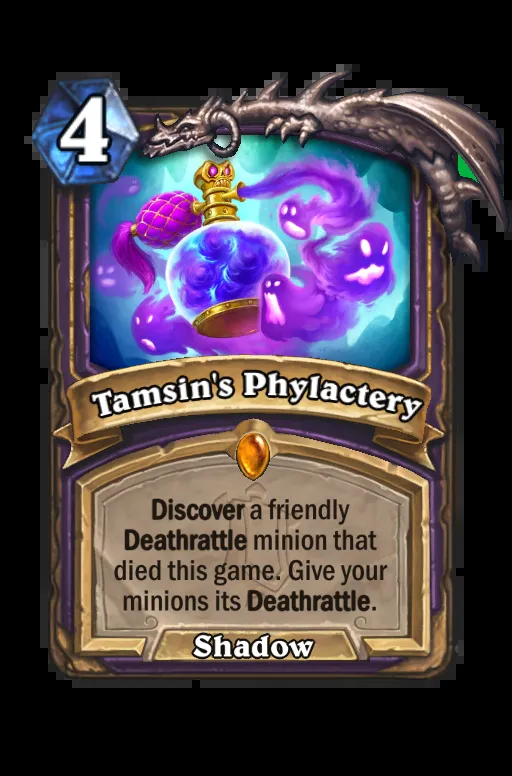 4
Tamsin's Phylactery
Discover a friendly
Deathrattle minion that
died this game. Give your
minions its Deathrattle.
Shadow